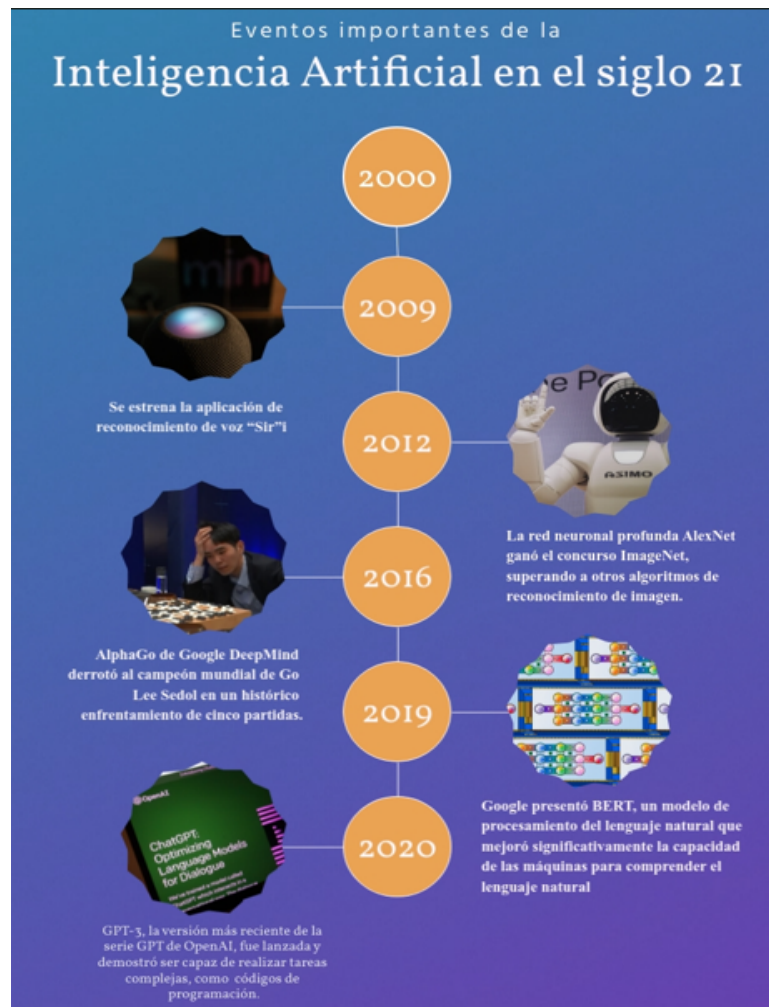 Eventos importantes de la
Inteligencia Artificial en el siglo 21
2000
mini
2009
Se estrena la aplicación de
reconocimiento de voz “Sir”i
2012
ASIMO
La red neuronal profunda AlexNet
ganó el concurso ImageNet,
superando a otros algoritmos de
reconocimiento de imagen.
2016
AlphaGo de Google DeepMind
derrotó al campeón mundial de Go
Lee Sedol en un histórico
enfrentamiento de cinco partidas.
2019
Google presentó BERT, un modelo de
procesamiento del lenguaje natural que
mejoró significativamente la capacidad
de las máquinas para comprender el
lenguaje natural
2020
OpenAI
ChatGPT:
Optimizing
Language Models
for Dialogue
GPT-3, la versión más reciente de la
serie GPT de OpenAI, fue lanzada y
demostró ser capaz de realizar tareas
complejas, como códigos de
programación.